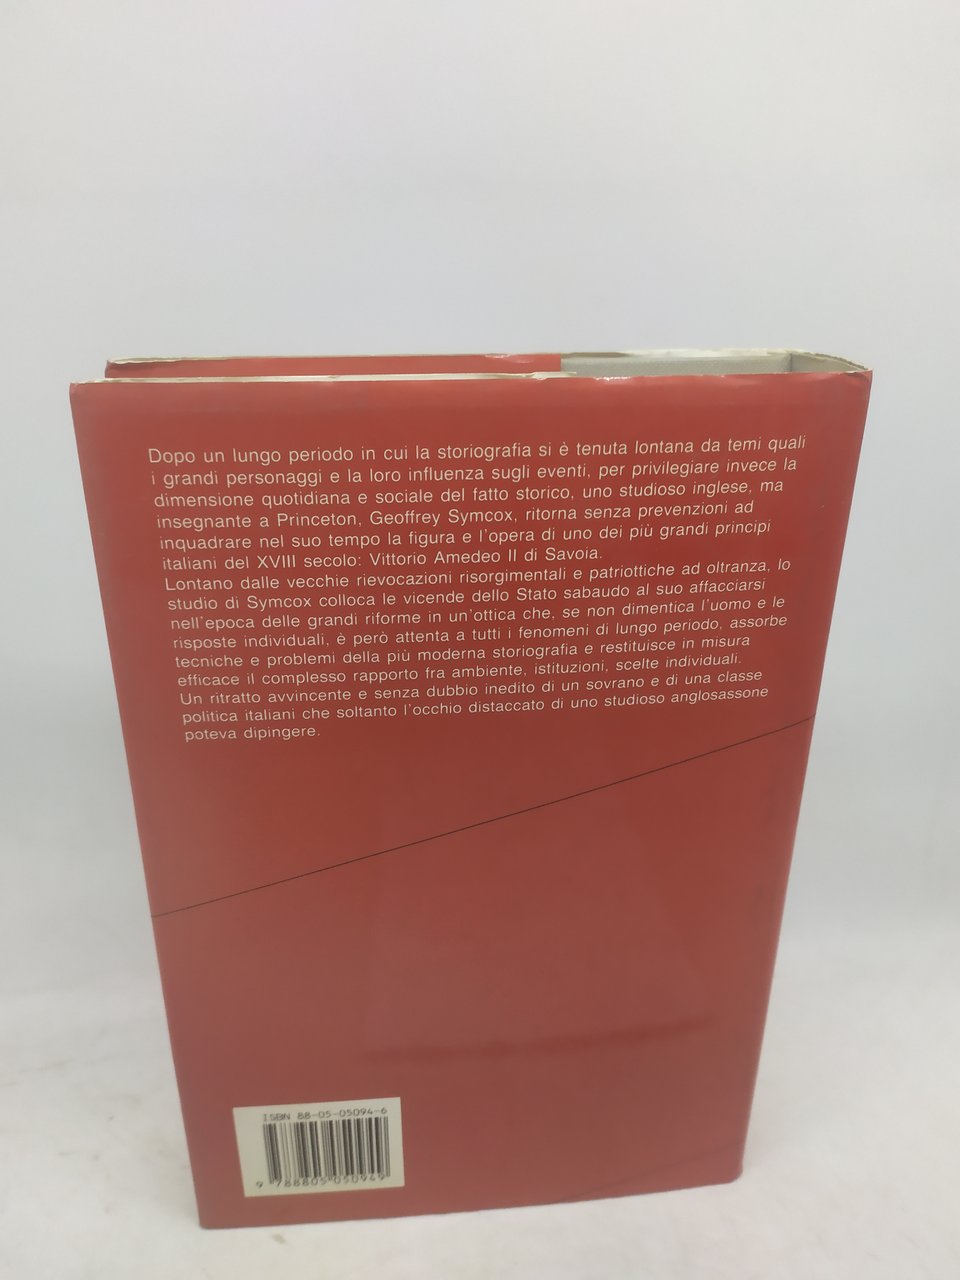 Dopo un lungo periodo in cui la storiografia si è tenuta lontana da temi quali
i grandi personaggi e la loro influenza sugli eventi, per privilegiare invece la
dimensione quotidiana e sociale del fatto storico, uno studioso inglese, ma
insegnante a Princeton, Geoffrey Symcox, ritorna senza prevenzioni ad
inquadrare nel suo tempo la figura e l'opera di uno dei più grandi principi
italiani del XVIII secolo: Vittorio Amedeo II di Savoia.
Lontano dalle vecchie rievocazioni risorgimentali e patriottiche ad oltranza, lo
studio di Symcox colloca le vicende dello Stato sabaudo al suo affacciarsi
nell'epoca delle grandi riforme in un'ottica che, se non dimentica l'uomo e le
risposte individuali, è però attenta a tutti i fenomeni di lungo periodo, assorbe
tecniche e problemi della più moderna storiografia e restituisce in misura
efficace il complesso rapporto fra ambiente, istituzioni, scelte individuali.
Un ritratto avvincente e senza dubbio inedito di un sovrano e di una classe
politica italiani che soltanto l'occhio distaccato di uno studioso anglosassone
poteva dipingere.
ISBN 88-05-05094-6
9 788805 050949